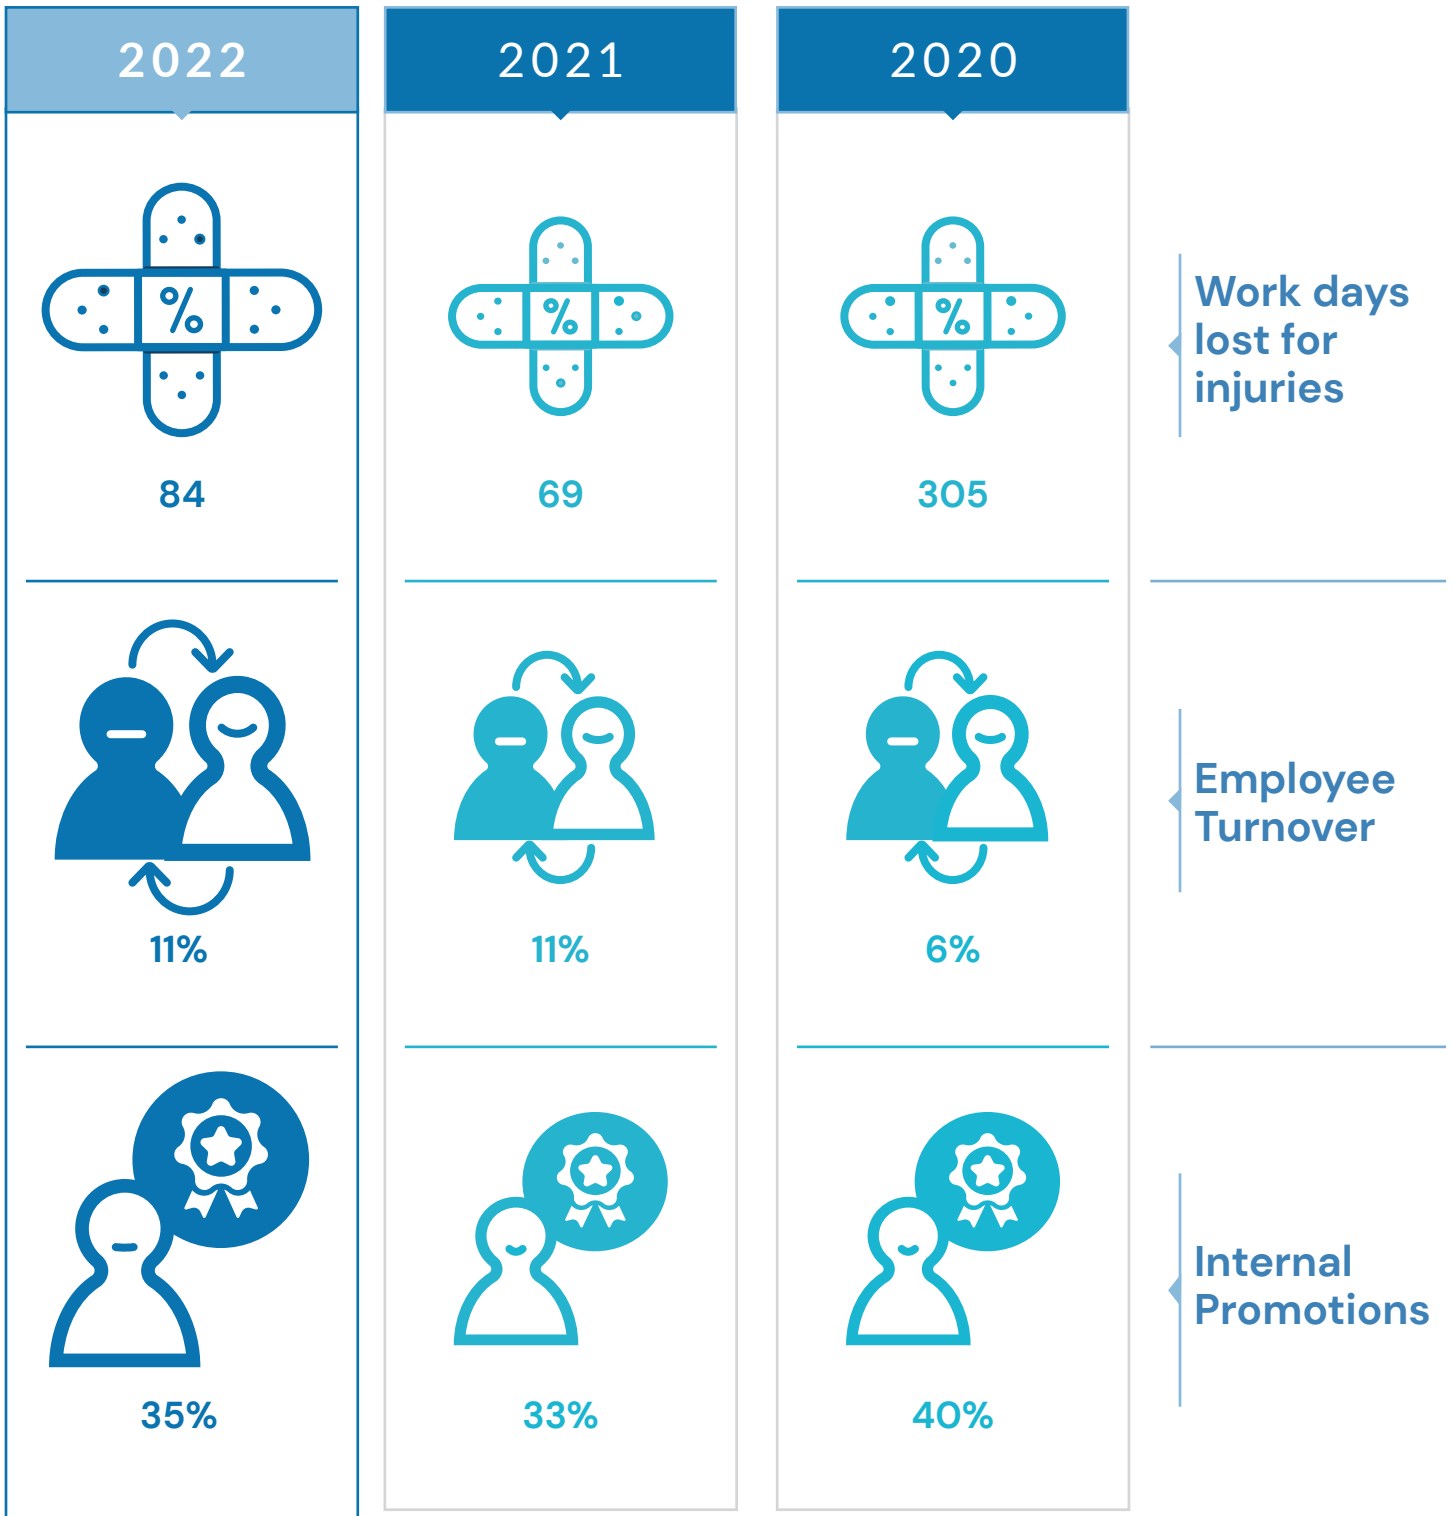 2022
2021
2020
%
%
%
Work days
lost for
injuries
84
69
305
Employee
Turnover
11%
11%
6%
Internal
Promotions
35%
33%
40%